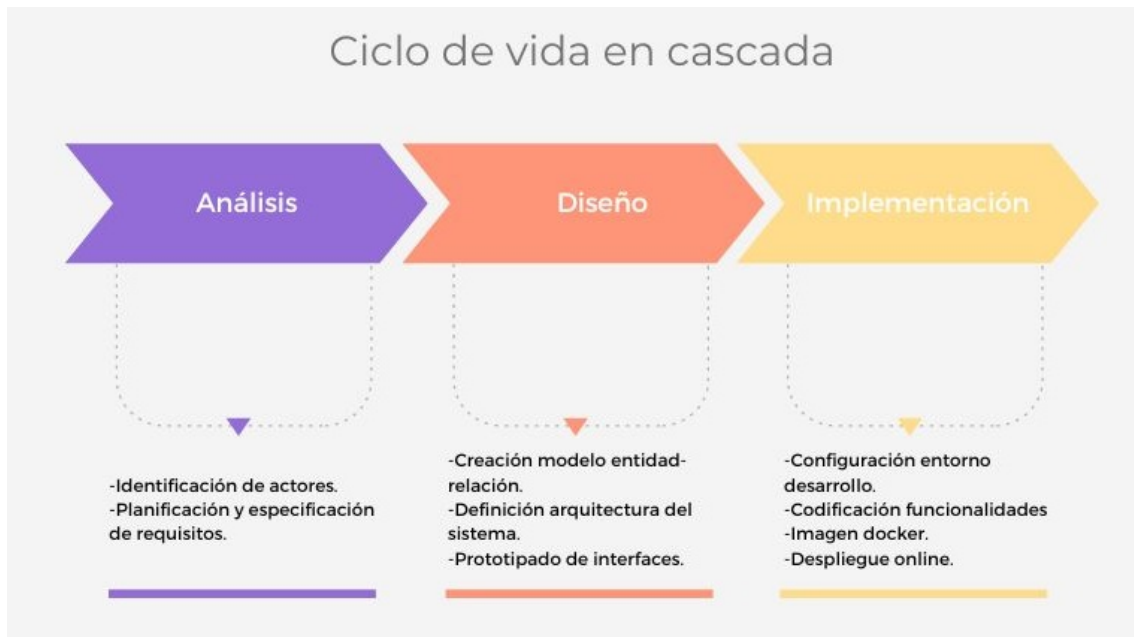 Ciclo de vida en cascada
Análisis
Diseño
Implementación
-Identificación de actores.
-Planificación y especificación
de requisitos.
-Creación modelo entidad-
relación.
-Definición arquitectura del
sistema.
-Prototipado de interfaces.
-Configuración entorno
desarrollo.
-Codificación funcionalidades
-Imagen docker.
-Despliegue online.